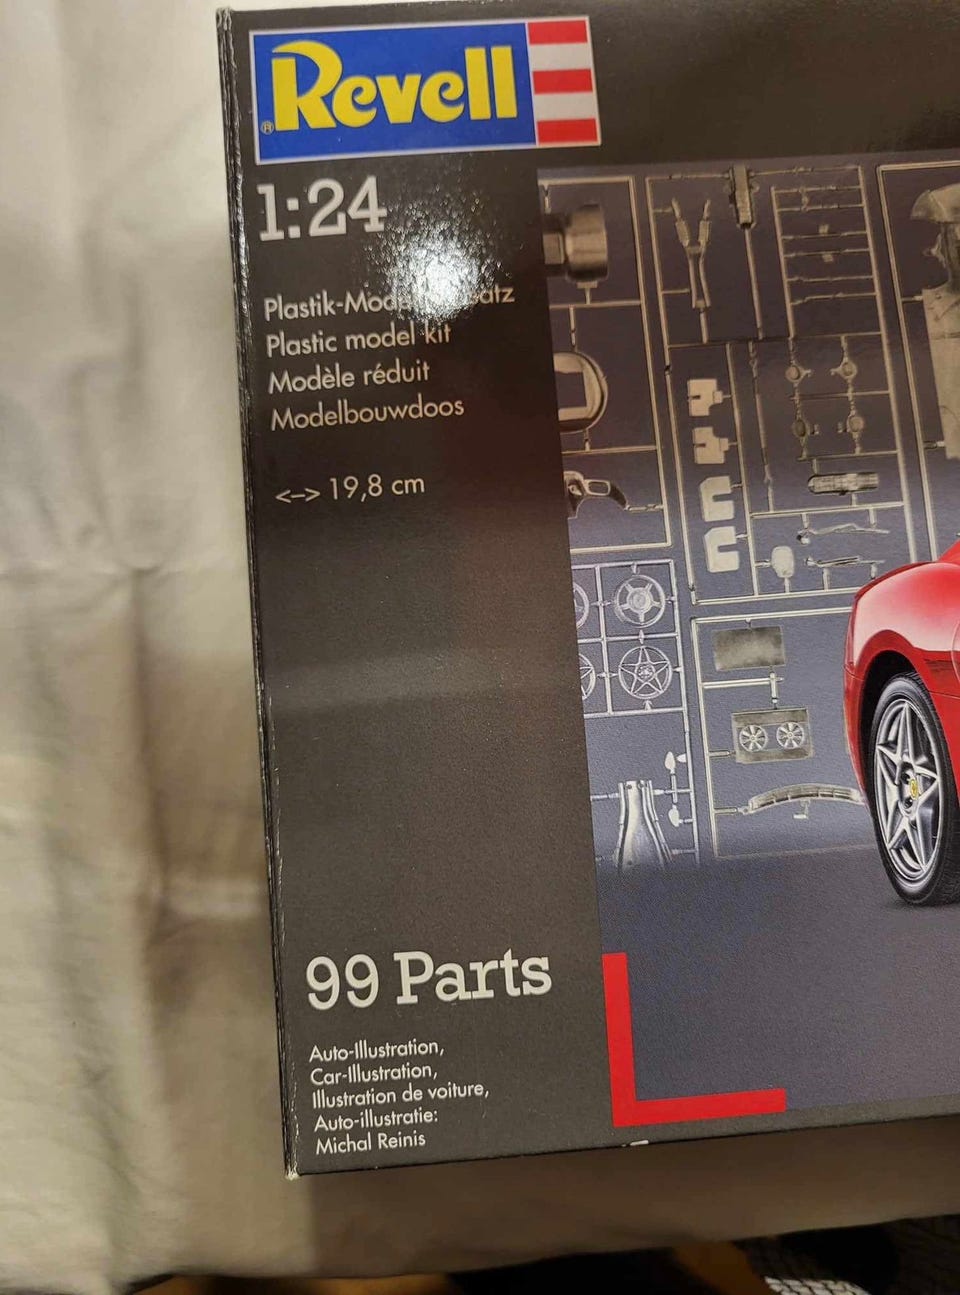 Revell
®
1:24
Plastic model kit
Modèle réduit
Modelbouwdoos
<-> 19,8 cm
99 Parts
Auto-Illustration,
Car-Illustration,
Illustration de voiture,
Auto-illustratie:
Michal Reinis